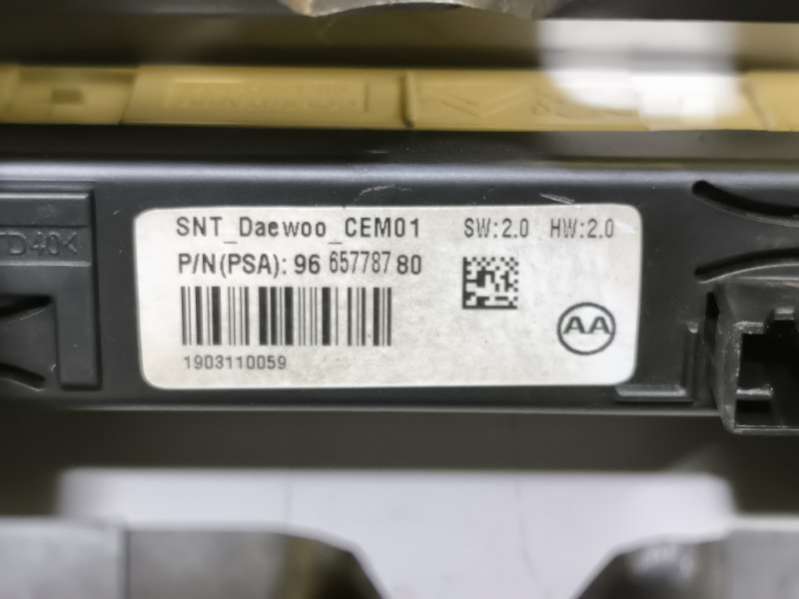 SNT_Daewoo_CEM01 SW:2.0 HW:2.0
P/N(PSA): 96 657787 80
AA
1903110059
TD40K